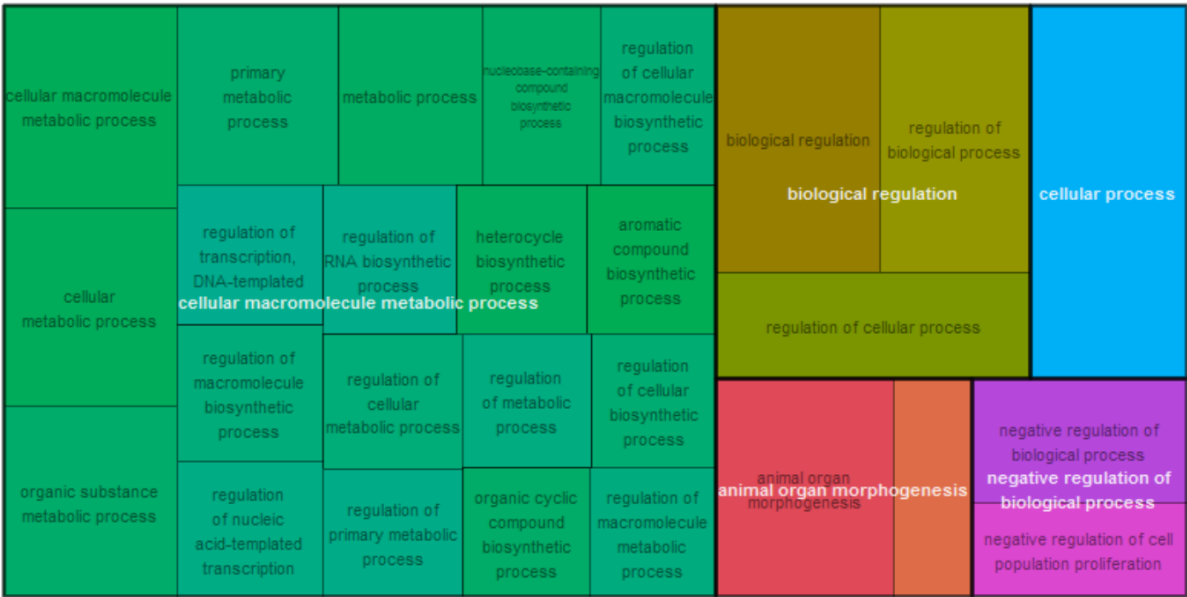 cellular macromolecule
metabolic process
primary
metabolic
process
metabolic process
nucleobase-containing
compound
biosynthetic
process
regulation
of cellular
macromolecule
biosynthetic
process
cellular
metabolic process
regulation of
transcription,
DNA-templated
regulation of
RNA biosynthetic
process
heterocycle
biosynthetic
process
aromatic
compound
biosynthetic
process
cellular macromolecule metabolic process
regulation of
macromolecule
biosynthetic
process
regulation of
cellular
metabolic process
regulation
of metabolic
process
regulation
of cellular
biosynthetic
process
organic substance
metabolic process
regulation
of nucleic
acid-templated
transcription
regulation of
primary metabolic
process
organic cyclic
compound
biosynthetic
process
regulation of
macromolecule
metabolic
process
biological regulation
regulation of
biological process
biological regulation
regulation of cellular process
cellular process
animal organ
morphogenesis
animal organ morphogenesis
negative regulation of
biological process
negative regulation of
biological process
negative regulation of cell
population proliferation